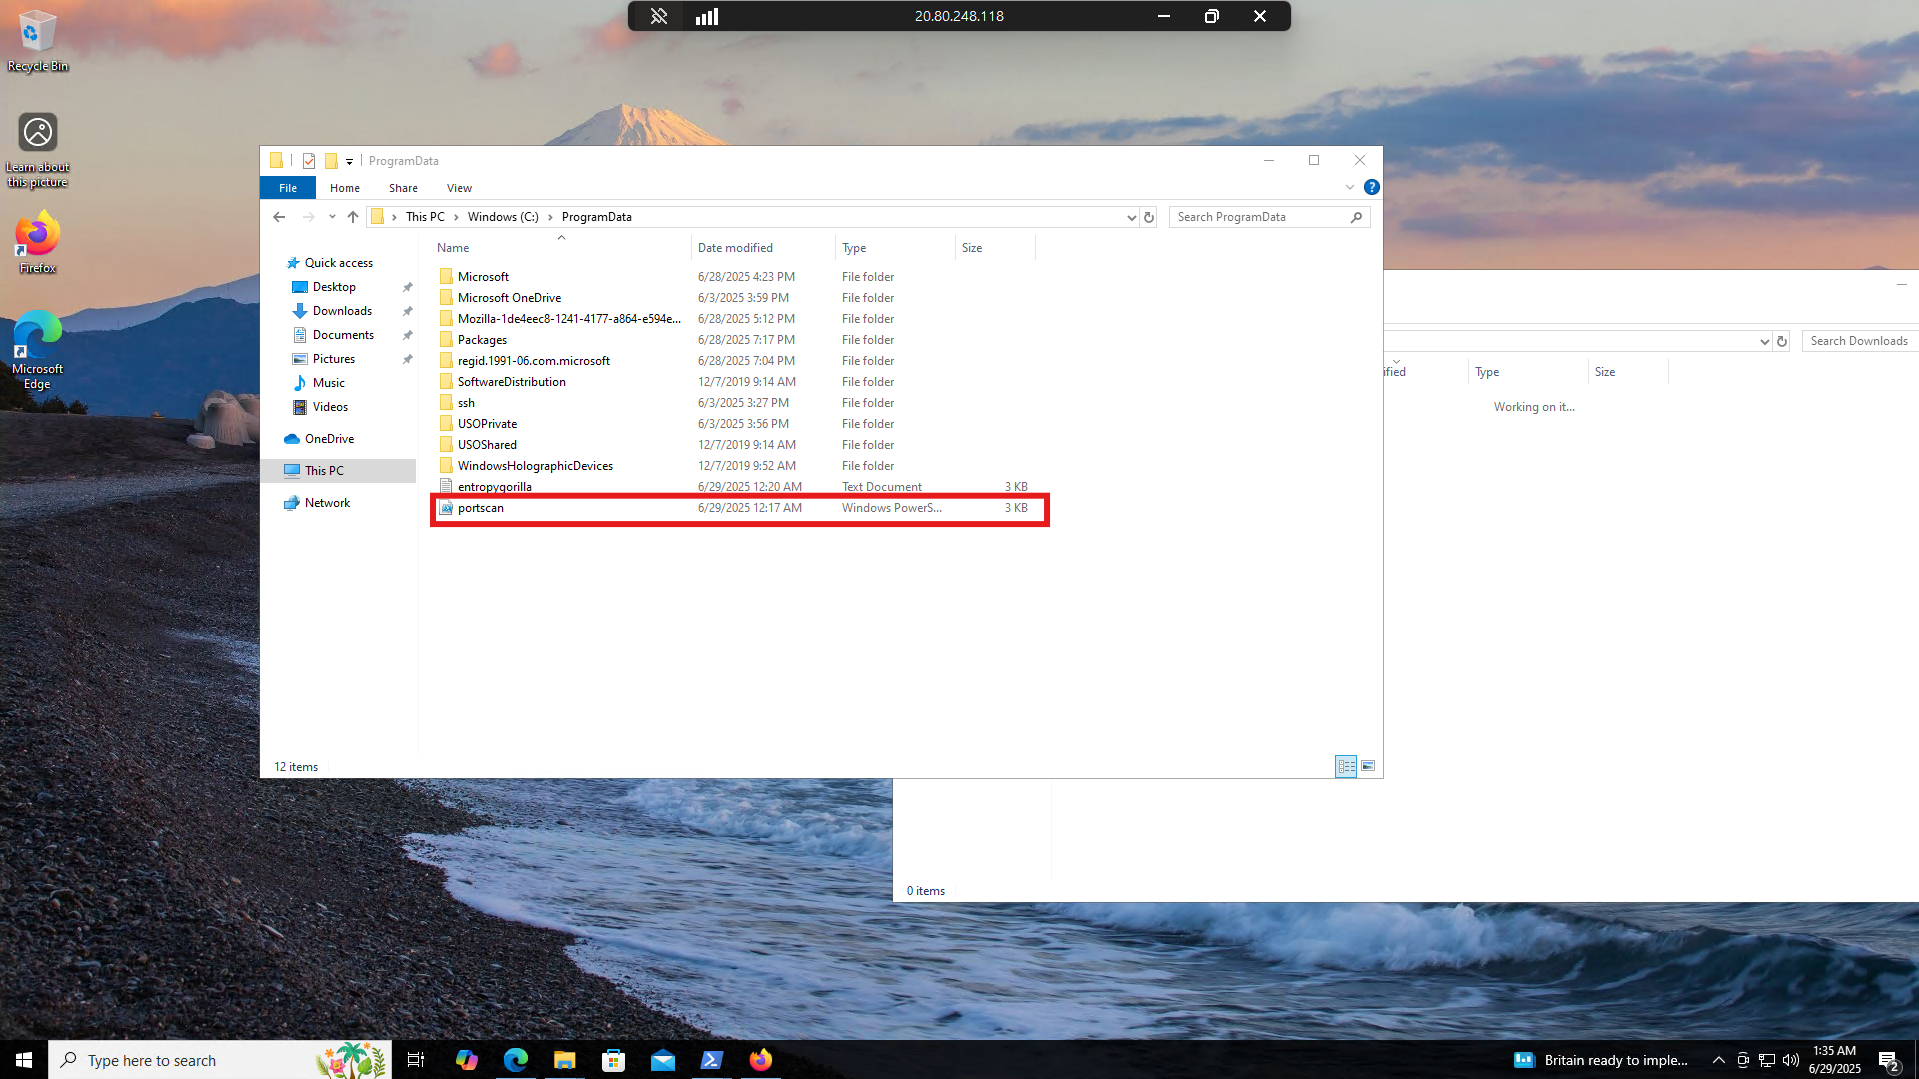 20.80.248.118
Recycle Bin
Learn about
this picture
Firefox
Microsoft
Edge
ProgramData
File Home Share View
This PC Windows (C:) ProgramData
Search ProgramData
Name Date modified Type Size
Quick access
Desktop
Downloads
Documents
Pictures
Music
Videos
OneDrive
This PC
Network
Microsoft 6/28/2025 4:23 PM File folder
Microsoft OneDrive 6/3/2025 3:59 PM File folder
Mozilla-1de4eec8-1241-4177-a864-e594e... 6/28/2025 5:12 PM File folder
Packages 6/28/2025 7:17 PM File folder
regid.1991-06.com.microsoft 6/28/2025 7:04 PM File folder
SoftwareDistribution 12/7/2019 9:14 AM File folder
ssh 6/3/2025 3:27 PM File folder
USOPrivate 6/3/2025 3:56 PM File folder
USOShared 12/7/2019 9:14 AM File folder
WindowsHolographicDevices 12/7/2019 9:52 AM File folder
entropygorilla 6/29/2025 12:20 AM Text Document 3 KB
portscan 6/29/2025 12:17 AM Windows PowerS... 3 KB
12 items
Search Downloads
ified Type Size
Working on it...
0 items
Type here to search
Britain ready to imple...
1:35 AM
6/29/2025
2